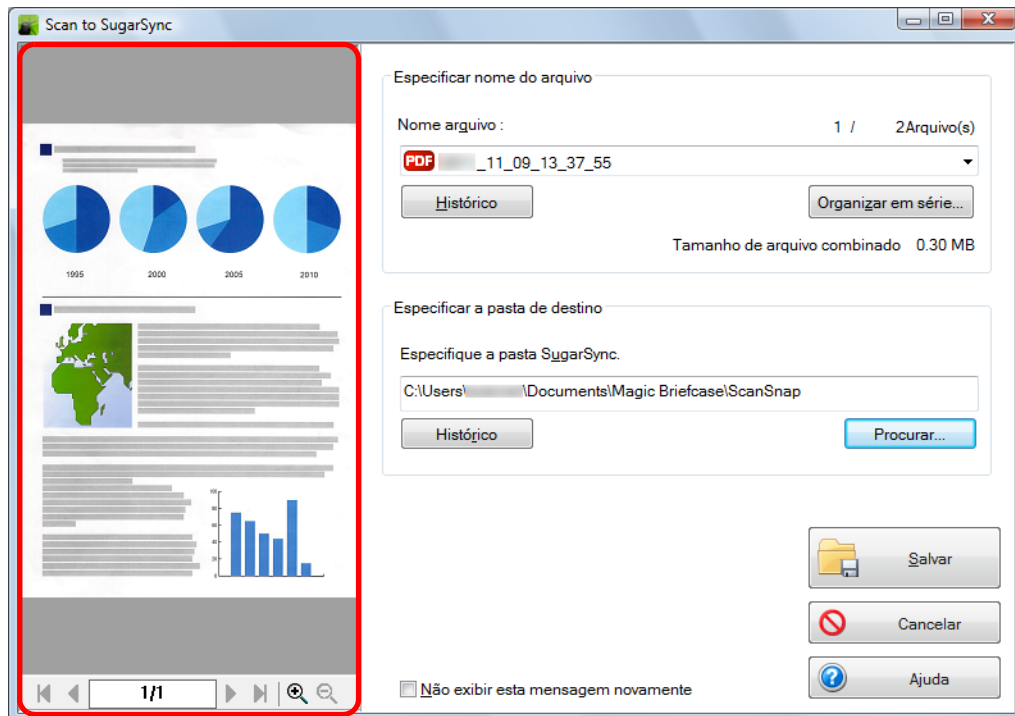 Scan to SugarSync
1995 2000 2005 2010
1/1
Especificar nome do arquivo
Nome arquivo : 1 / 2Arquivo(s)
PDF _11_09_13_37_55
Histórico Organizar em série...
Tamanho de arquivo combinado 0.30 MB
Especificar a pasta de destino
Especifique a pasta SugarSync.
C:\Users\ \Documents\Magic Briefcase\ScanSnap
Histórico Procurar...
Salvar
Cancelar
Ajuda
Não exibir esta mensagem novamente